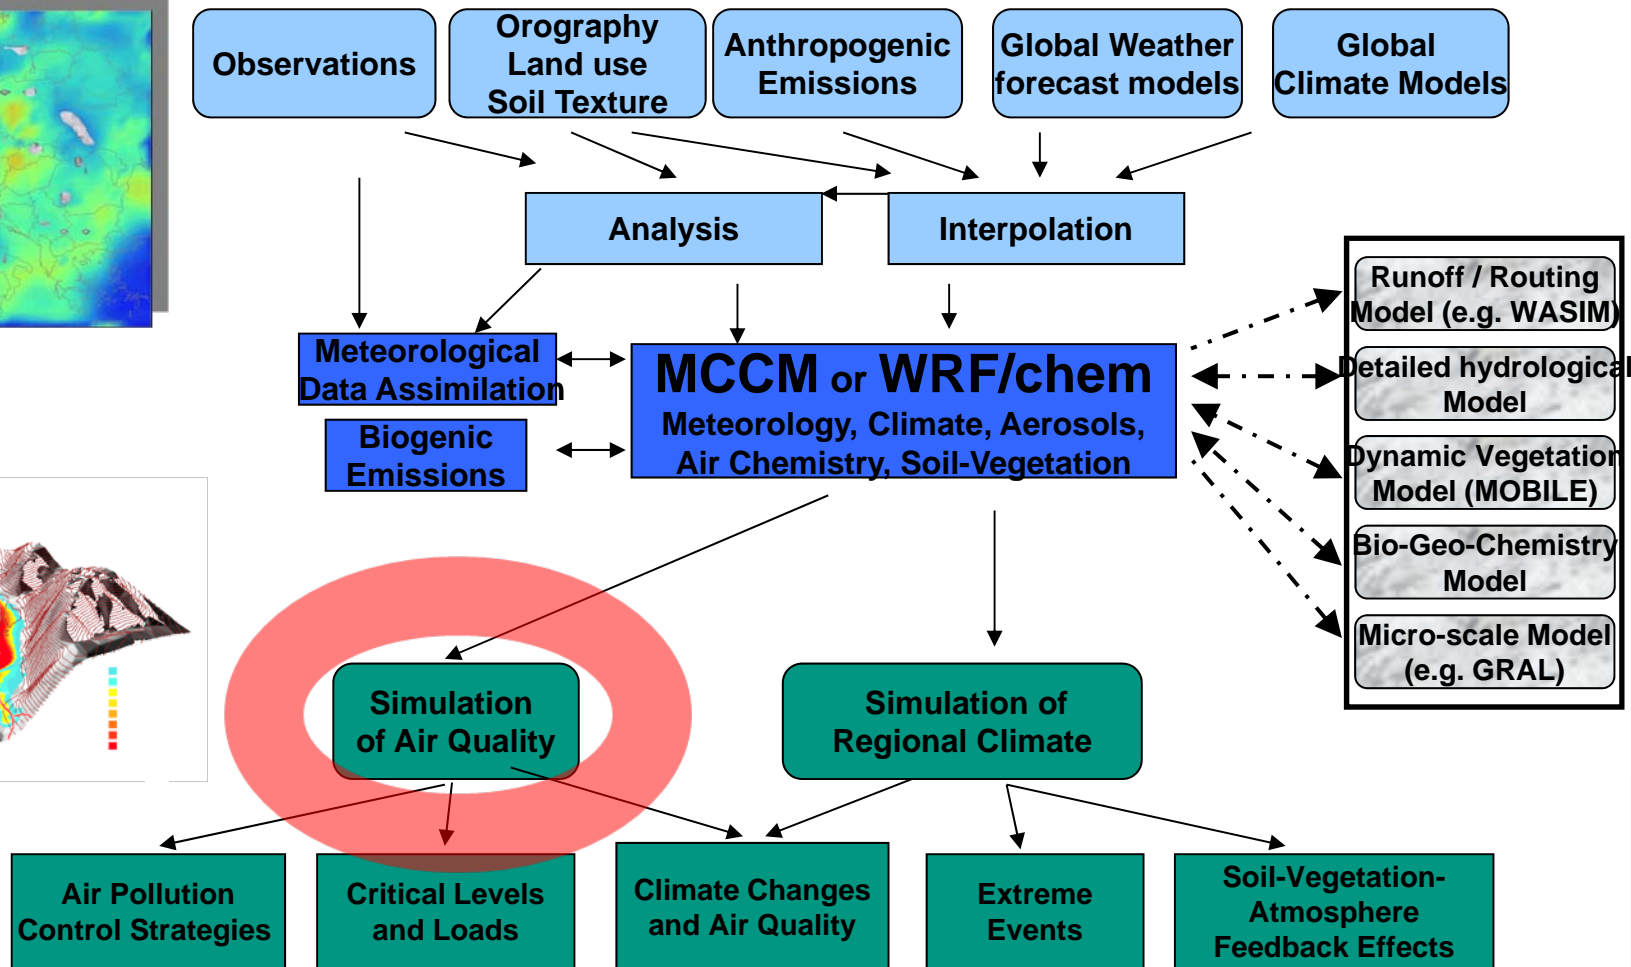 Observations
Orography
Land use
Soil Texture
Anthropogenic
Emissions
Global Weather
forecast models
Global
Climate Models
Analysis
Interpolation
Meteorological
Data Assimilation
Biogenic
Emissions
MCCM or WRF/chem
Meteorology, Climate, Aerosols,
Air Chemistry, Soil-Vegetation
Runoff / Routing
Model (e.g. WASIM)
Detailed hydrological
Model
Dynamic Vegetation
Model (MOBILE)
Bio-Geo-Chemistry
Model
Micro-scale Model
(e.g. GRAL)
Simulation
of Air Quality
Simulation of
Regional Climate
Air Pollution
Control Strategies
Critical Levels
and Loads
Climate Changes
and Air Quality
Extreme
Events
Soil-Vegetation-
Atmosphere
Feedback Effects